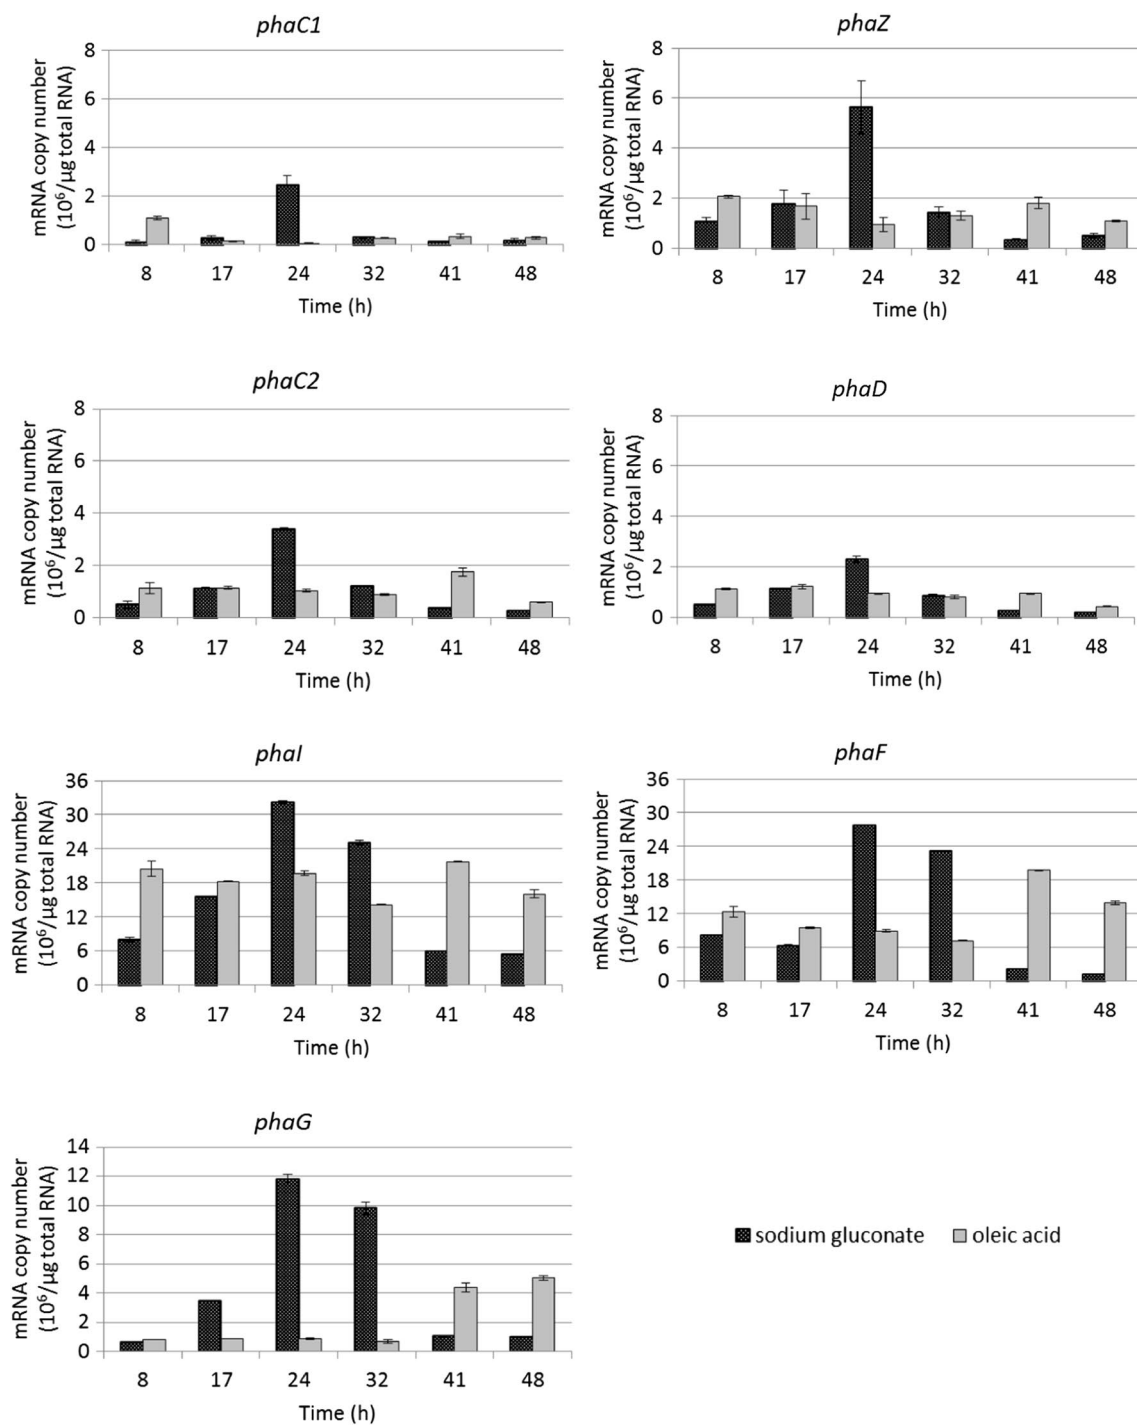 phaC1
mRNA copy number
(10⁶/µg total RNA)
8
6
4
2
0
8 17 24 32 41 48
Time (h)
phaZ
mRNA copy number
(10⁶/µg total RNA)
8
6
4
2
0
8 17 24 32 41 48
Time (h)
phaC2
mRNA copy number
(10⁶/µg total RNA)
8
6
4
2
0
8 17 24 32 41 48
Time (h)
phaD
mRNA copy number
(10⁶/µg total RNA)
8
6
4
2
0
8 17 24 32 41 48
Time (h)
phaI
mRNA copy number
(10⁶/µg total RNA)
36
30
24
18
12
6
0
8 17 24 32 41 48
Time (h)
phaF
mRNA copy number
(10⁶/µg total RNA)
36
30
24
18
12
6
0
8 17 24 32 41 48
Time (h)
phaG
mRNA copy number
(10⁶/µg total RNA)
14
12
10
8
6
4
2
0
8 17 24 32 41 48
Time (h)
sodium gluconate oleic acid